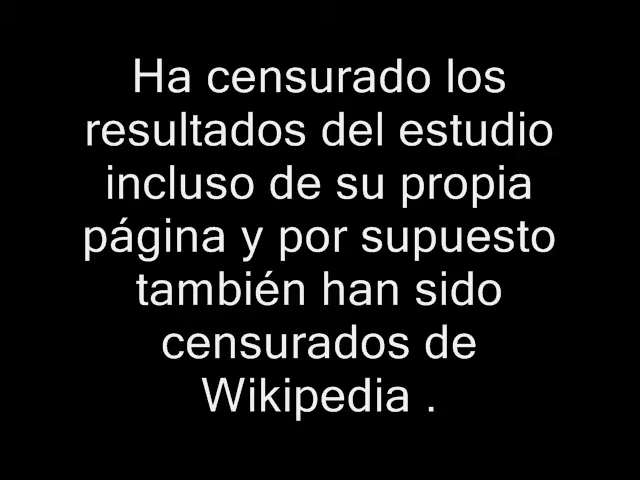 Ha censurado los
resultados del estudio
incluso de su propia
página y por supuesto
también han sido
censurados de
Wikipedia .